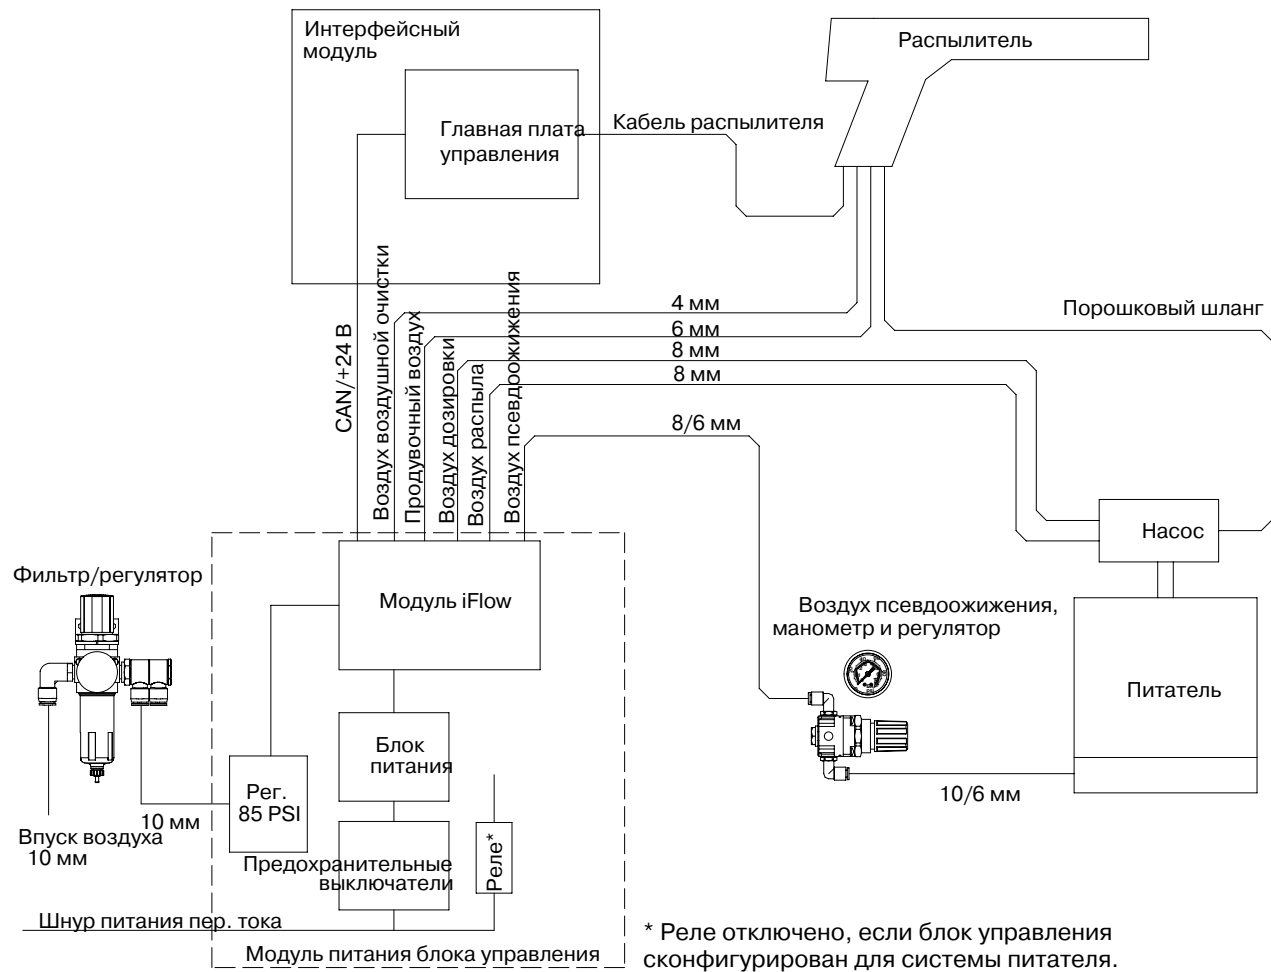 Интерфейсный
модуль
Распылитель
Главная плата
управления
Кабель распылителя
CAN/+24 В
Воздух воздушной очистки
Продувочный воздух
Воздух дозировки
Воздух распыла
Воздух псевдоожижения
4 мм
6 мм
8 мм
8 мм
8/6 мм
Порошковый шланг
Насос
Фильтр/регулятор
Модуль iFlow
Воздух псевдоожижения,
манометр и регулятор
Питатель
Блок
питания
Рег.
85 PSI
10/6 мм
10 мм
Впуск воздуха
10 мм
Предохранительные
выключатели
Реле*
Шнур питания пер. тока
Модуль питания блока управления
* Реле отключено, если блок управления
сконфигурирован для системы питателя.